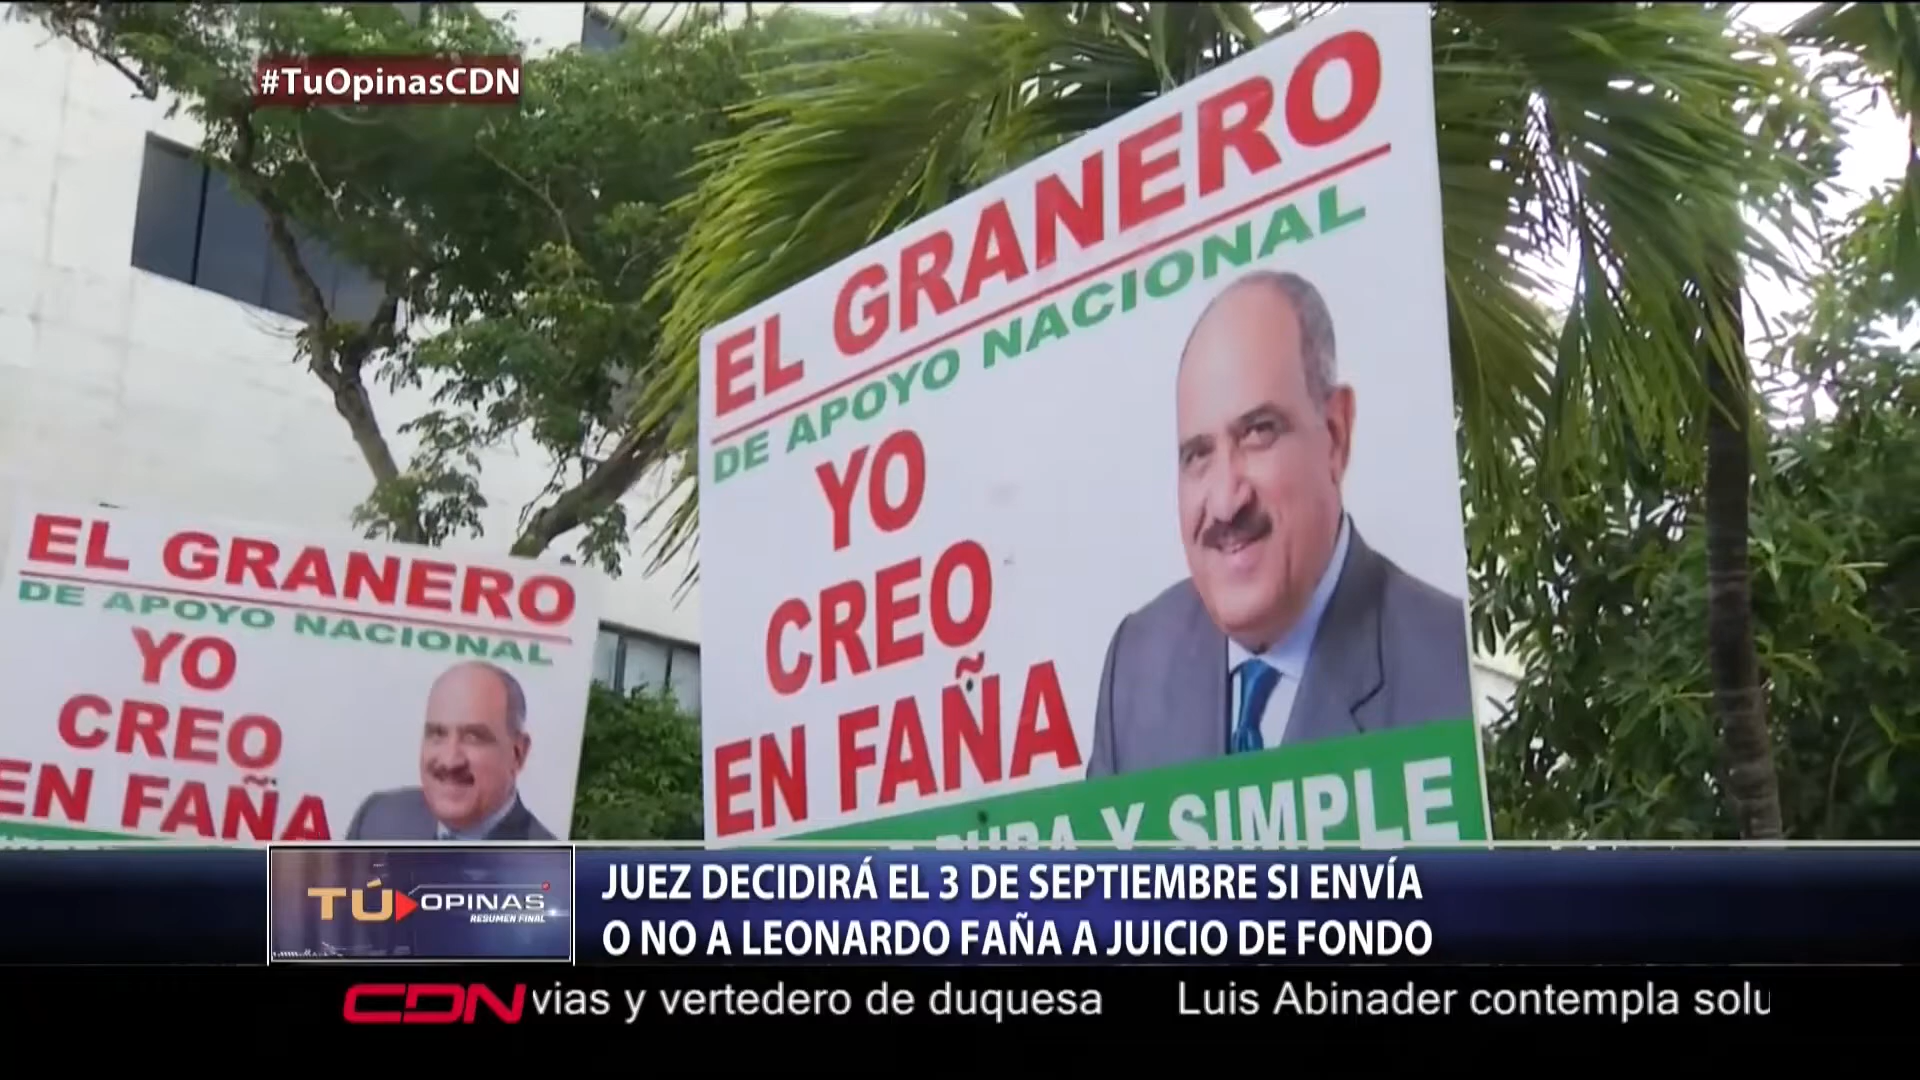 #TuOpinasCDN
EL GRANERO
DE APOYO NACIONAL
YO
CREO
EN FAÑA
Y SIMPLE
EL GRANERO
DE APOYO NACIONAL
YO
CREO
EN FAÑA
TÚ OPINAS
RESUMEN FINAL
JUEZ DECIDIRÁ EL 3 DE SEPTIEMBRE SI ENVÍA
O NO A LEONARDO FAÑA A JUICIO DE FONDO
CDN vias y vertedero de duquesa Luis Abinader contempla solu